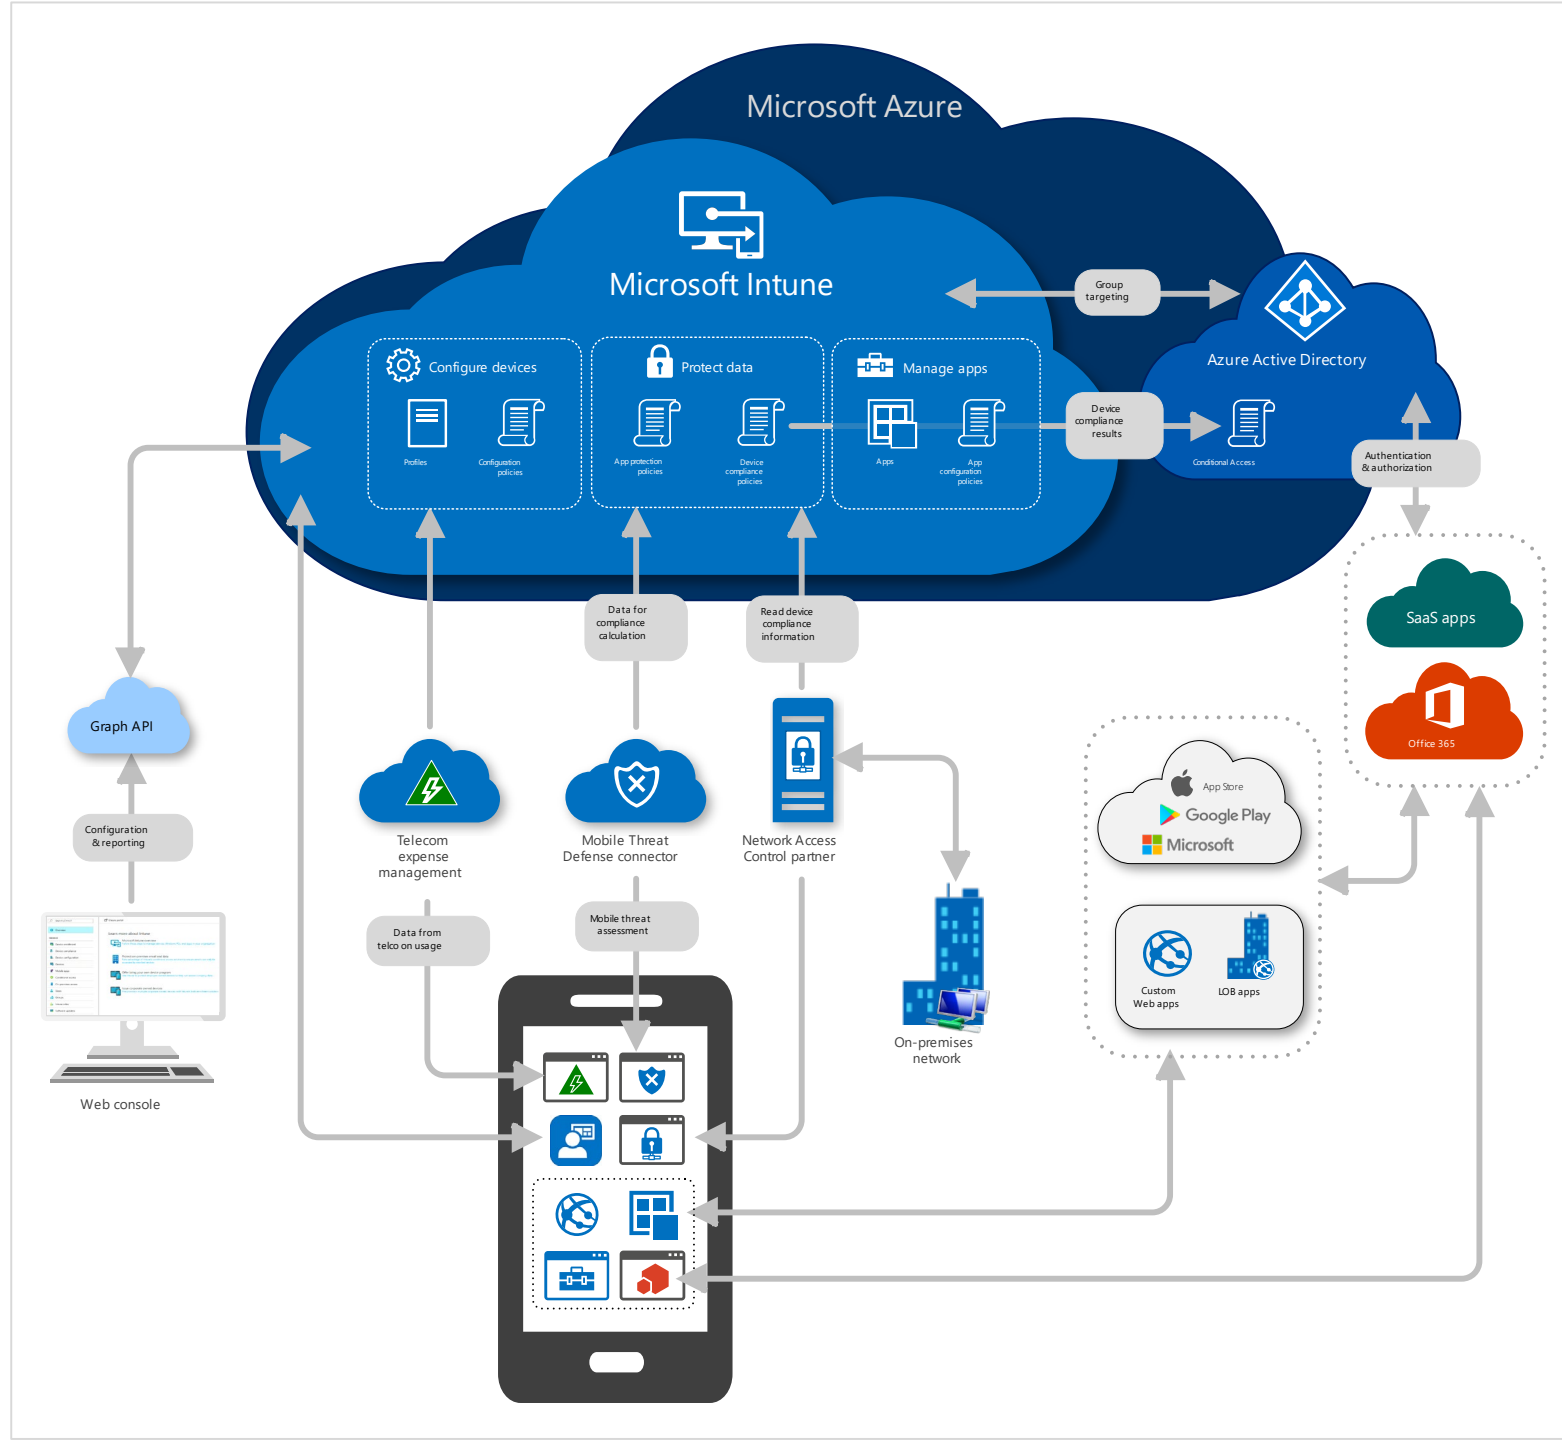 Microsoft Azure
Microsoft Intune
Group
targeting
Azure Active Directory
Configure devices
Protect data
Manage apps
Device
compliance
results
Profiles
Configuration
policies
App protection
policies
Device
compliance
policies
Apps
App
configuration
policies
Conditional Access
Authentication
& authorization
Data for
compliance
calculation
Read device
compliance
information
SaaS apps
Office 365
Graph API
Configuration
& reporting
Telecom
expense
management
Mobile Threat
Defense connector
Network Access
Control partner
App Store
Google Play
Microsoft
Data from
telco on usage
Mobile threat
assessment
Custom
Web apps
LOB apps
On-premises
network
Web console